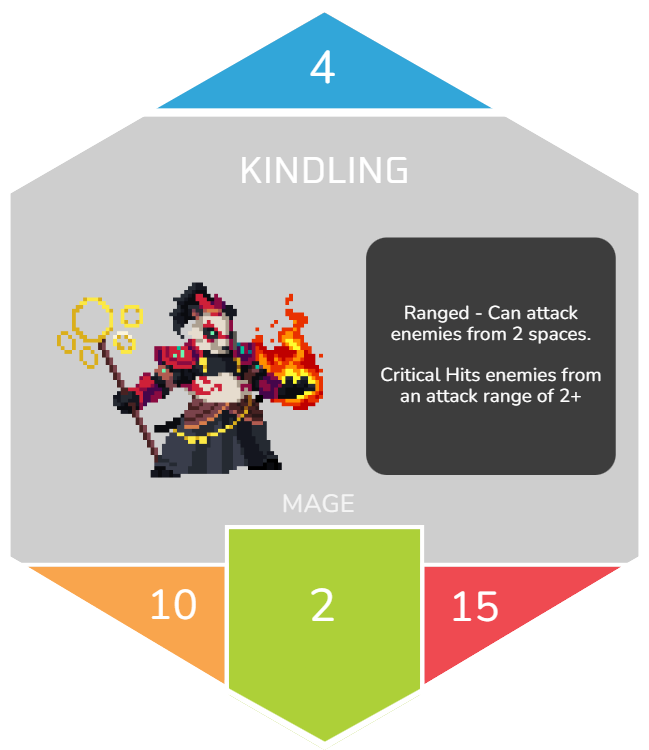 4
KINDLING
Ranged - Can attack
enemies from 2 spaces.
Critical Hits enemies from
an attack range of 2+
MAGE
10
2
15